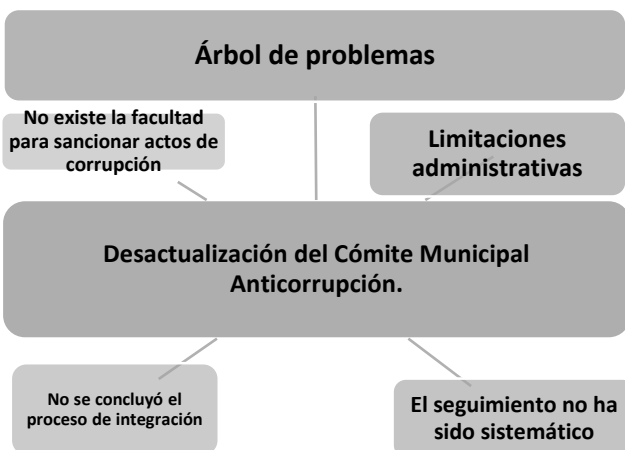 Árbol de problemas
No existe la facultad
para sancionar actos de
corrupción
Limitaciones
administrativas
Desactualización del Cómite Municipal
Anticorrupción.
No se concluyó el
proceso de integración
El seguimiento no ha
sido sistemático